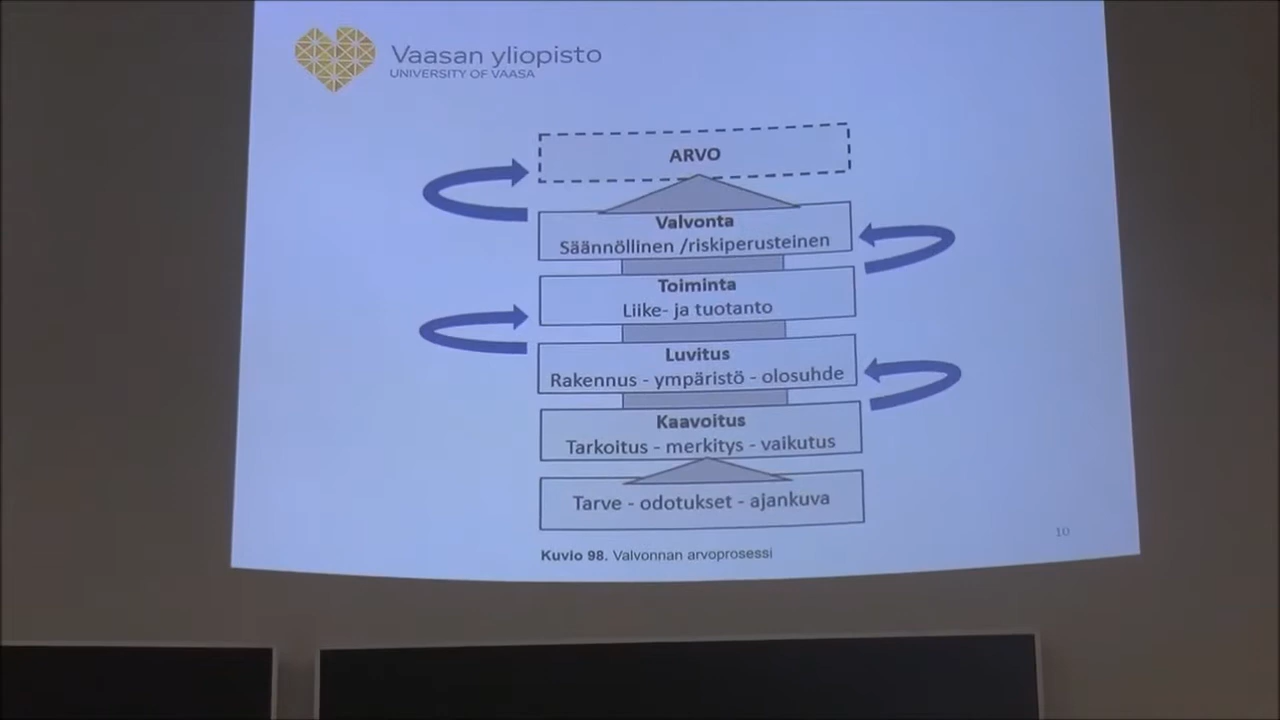 Vaasan yliopisto
UNIVERSITY OF VAASA
ARVO
Valvonta
Säännöllinen /riskiperusteinen
Toiminta
Liike- ja tuotanto
Luvitus
Rakennus - ympäristö - olosuhde
Kaavoitus
Tarkoitus - merkitys - vaikutus
Tarve - odotukset - ajankuva
Kuvio 98. Valvonnan arvoprosessi
10